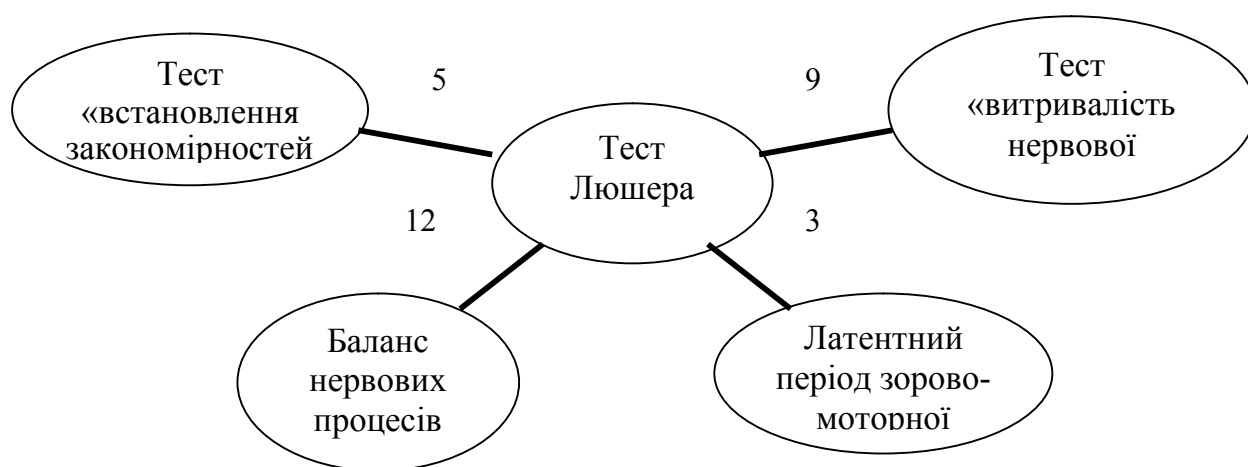 Тест
«встановлення
закономірностей
5
9
Тест
«витривалість
нервової
Тест
Люшера
12
3
Баланс
нервових
процесів
Латентний
період зорово-
моторної